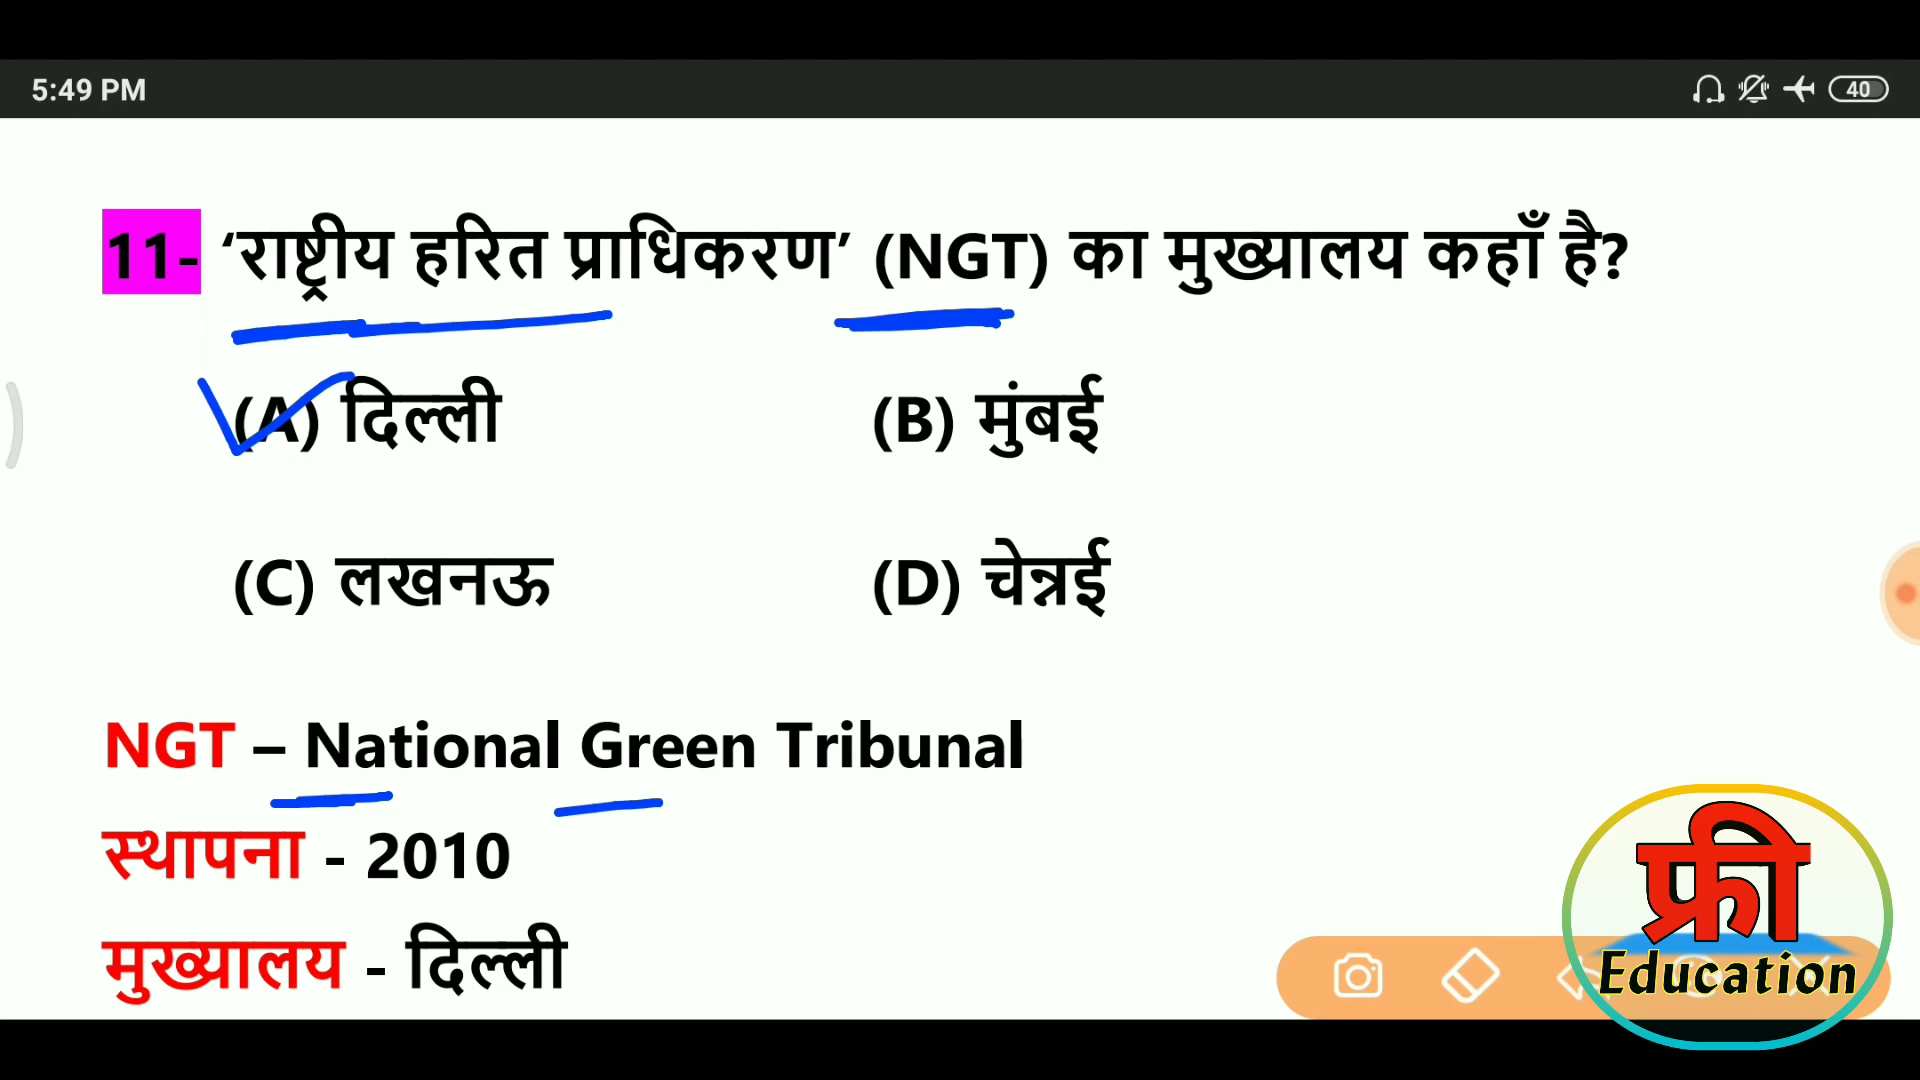 5:49 PM
40
11- ‘राष्ट्रीय हरित प्राधिकरण’ (NGT) का मुख्यालय कहाँ है?
(A) दिल्ली (B) मुंबई
(C) लखनऊ (D) चेन्नई
NGT – National Green Tribunal
स्थापना - 2010
मुख्यालय - दिल्ली
फ्री
Education